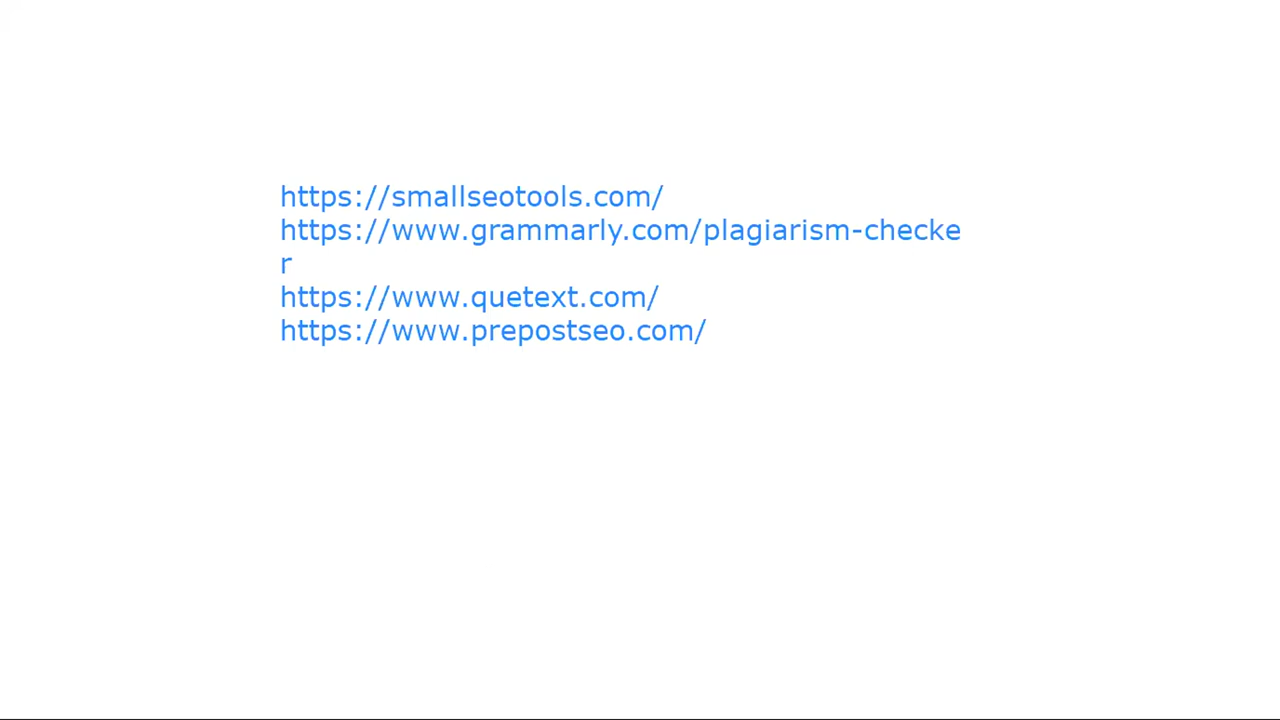 https://smallseotools.com/
https://www.grammarly.com/plagiarism-checke
r
https://www.quetext.com/
https://www.prepostseo.com/